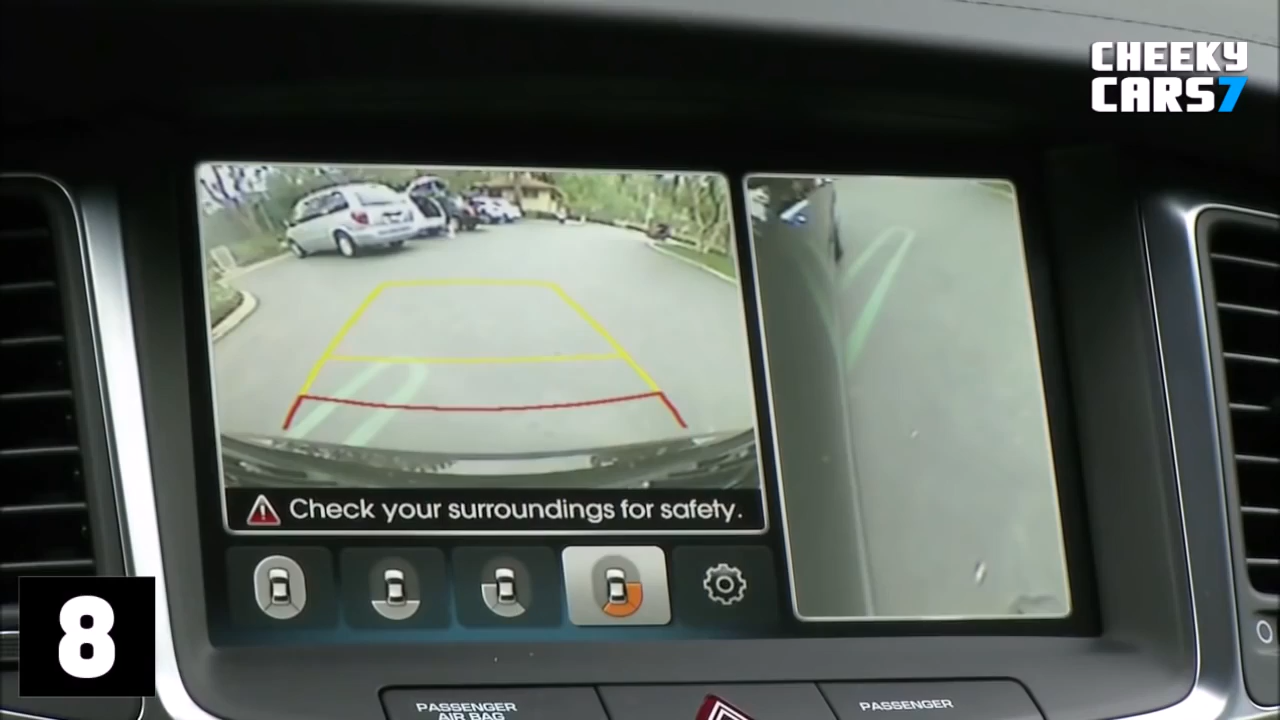 CHEEKY
CARS7
Check your surroundings for safety.
8
PASSENGER
AIR BAG
PASSENGER